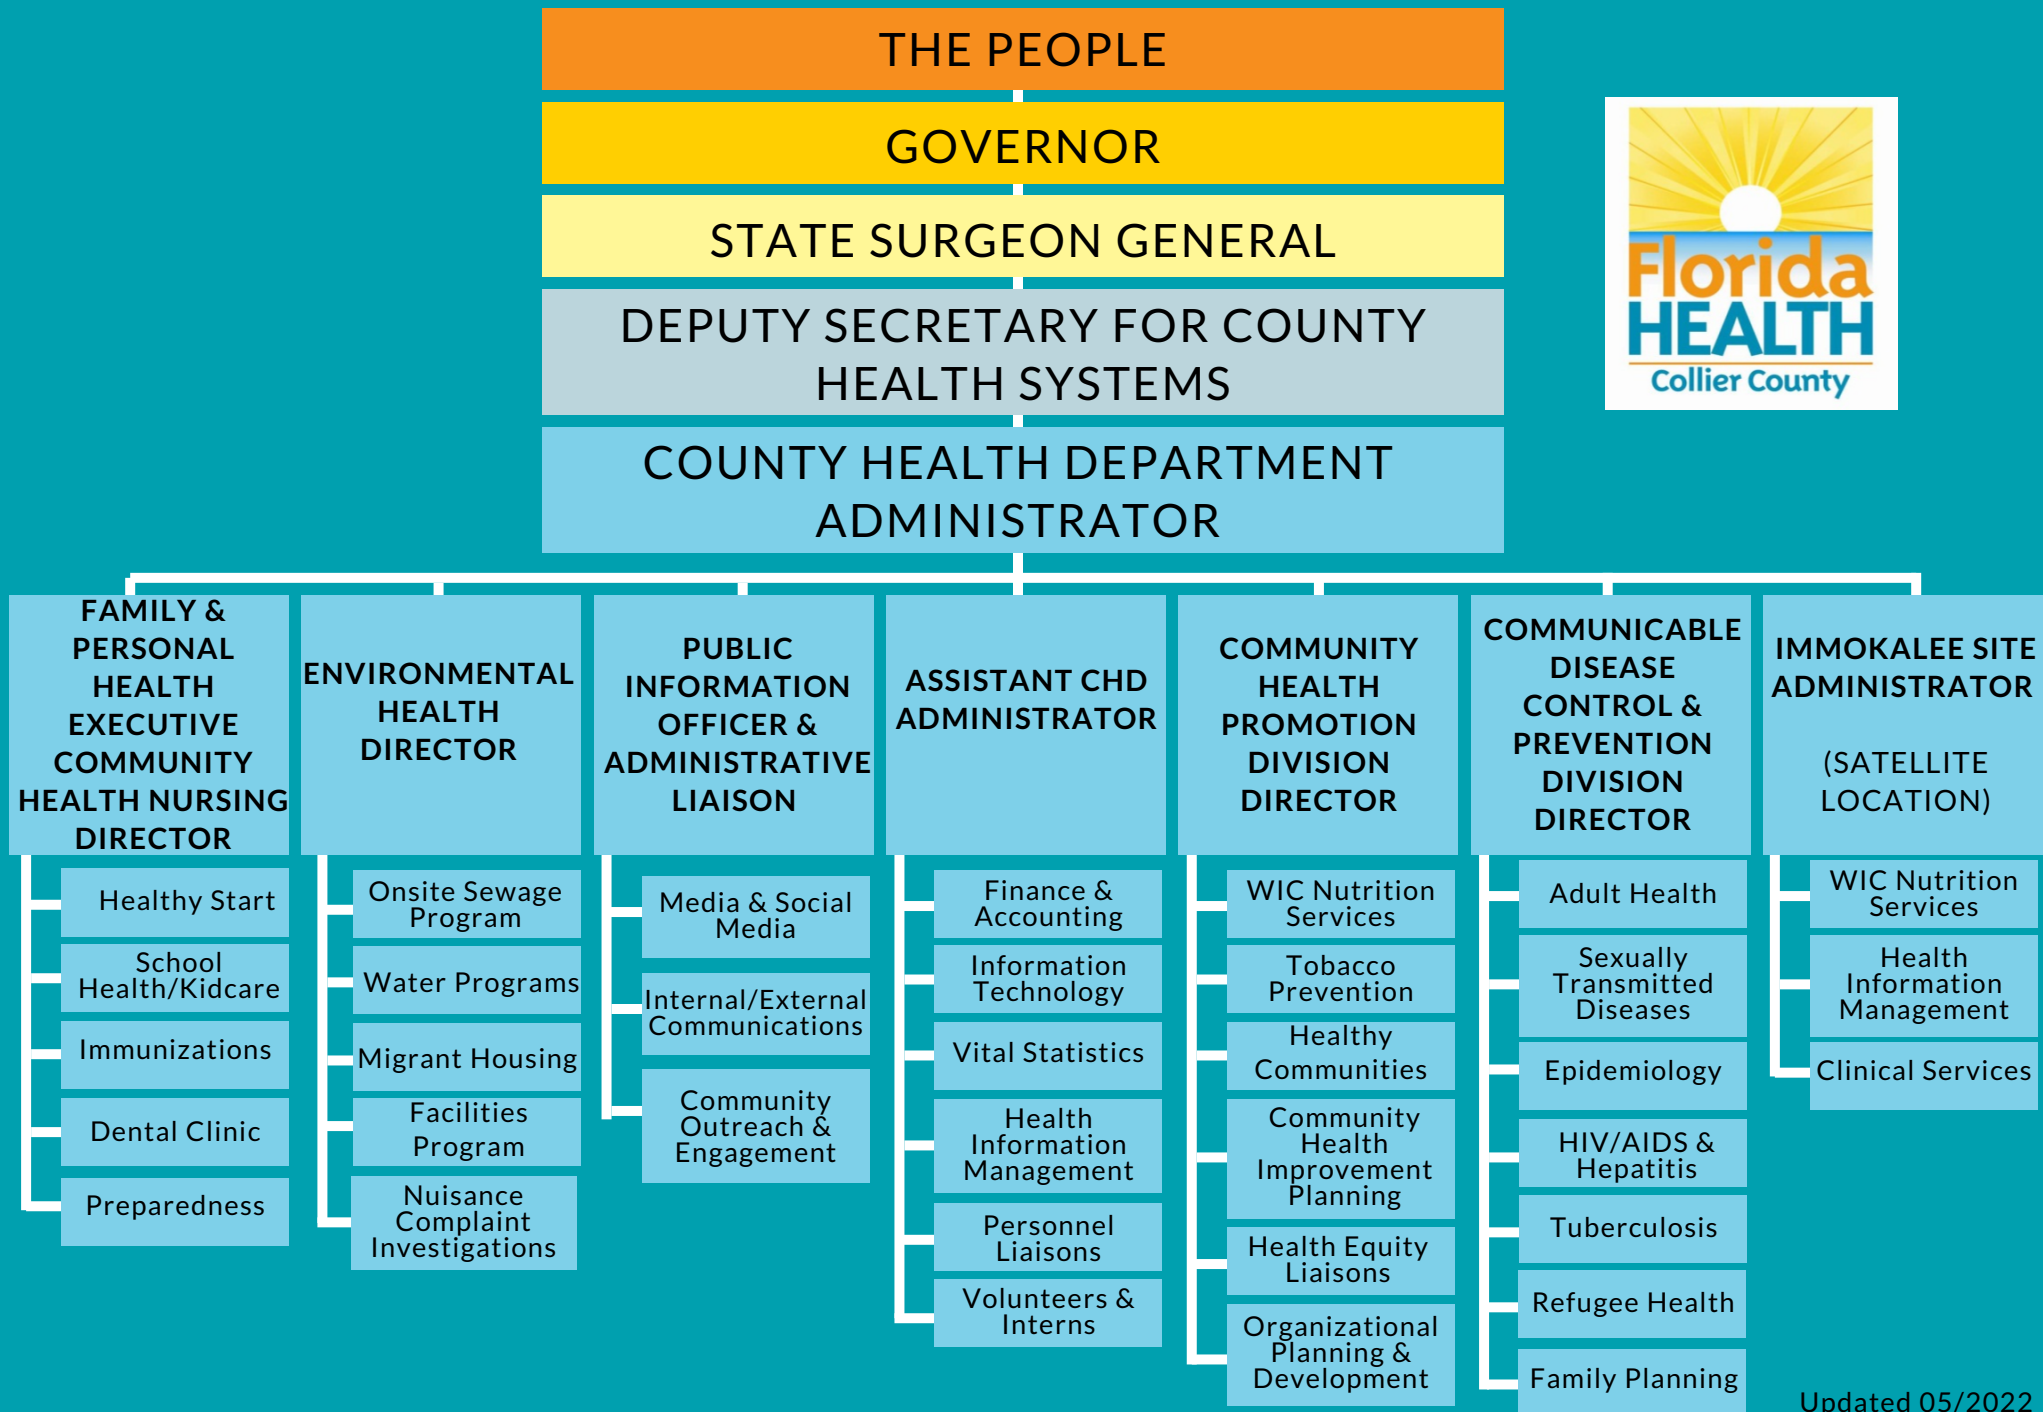 THE PEOPLE
GOVERNOR
STATE SURGEON GENERAL
DEPUTY SECRETARY FOR COUNTY
HEALTH SYSTEMS
COUNTY HEALTH DEPARTMENT
ADMINISTRATOR
Florida
HEALTH
Collier County
FAMILY &
PERSONAL
HEALTH
EXECUTIVE
COMMUNITY
HEALTH NURSING
DIRECTOR
Healthy Start
School
Health/Kidcare
Immunizations
Dental Clinic
Preparedness
ENVIRONMENTAL
HEALTH
DIRECTOR
Onsite Sewage
Program
Water Programs
Migrant Housing
Facilities
Program
Nuisance
Complaint
Investigations
PUBLIC
INFORMATION
OFFICER &
ADMINISTRATIVE
LIAISON
Media & Social
Media
Internal/External
Communications
Community
Outreach &
Engagement
ASSISTANT CHD
ADMINISTRATOR
Finance &
Accounting
Information
Technology
Vital Statistics
Health
Information
Management
Personnel
Liaisons
Volunteers &
Interns
COMMUNITY
HEALTH
PROMOTION
DIVISION
DIRECTOR
WIC Nutrition
Services
Tobacco
Prevention
Healthy
Communities
Community
Health
Improvement
Planning
Health Equity
Liaisons
Organizational
Planning &
Development
COMMUNICABLE
DISEASE
CONTROL &
PREVENTION
DIVISION
DIRECTOR
Adult Health
Sexually
Transmitted
Diseases
Epidemiology
HIV/AIDS &
Hepatitis
Tuberculosis
Refugee Health
Family Planning
IMMOKALEE SITE
ADMINISTRATOR
(SATELLITE
LOCATION)
WIC Nutrition
Services
Health
Information
Management
Clinical Services
Updated 05/2022